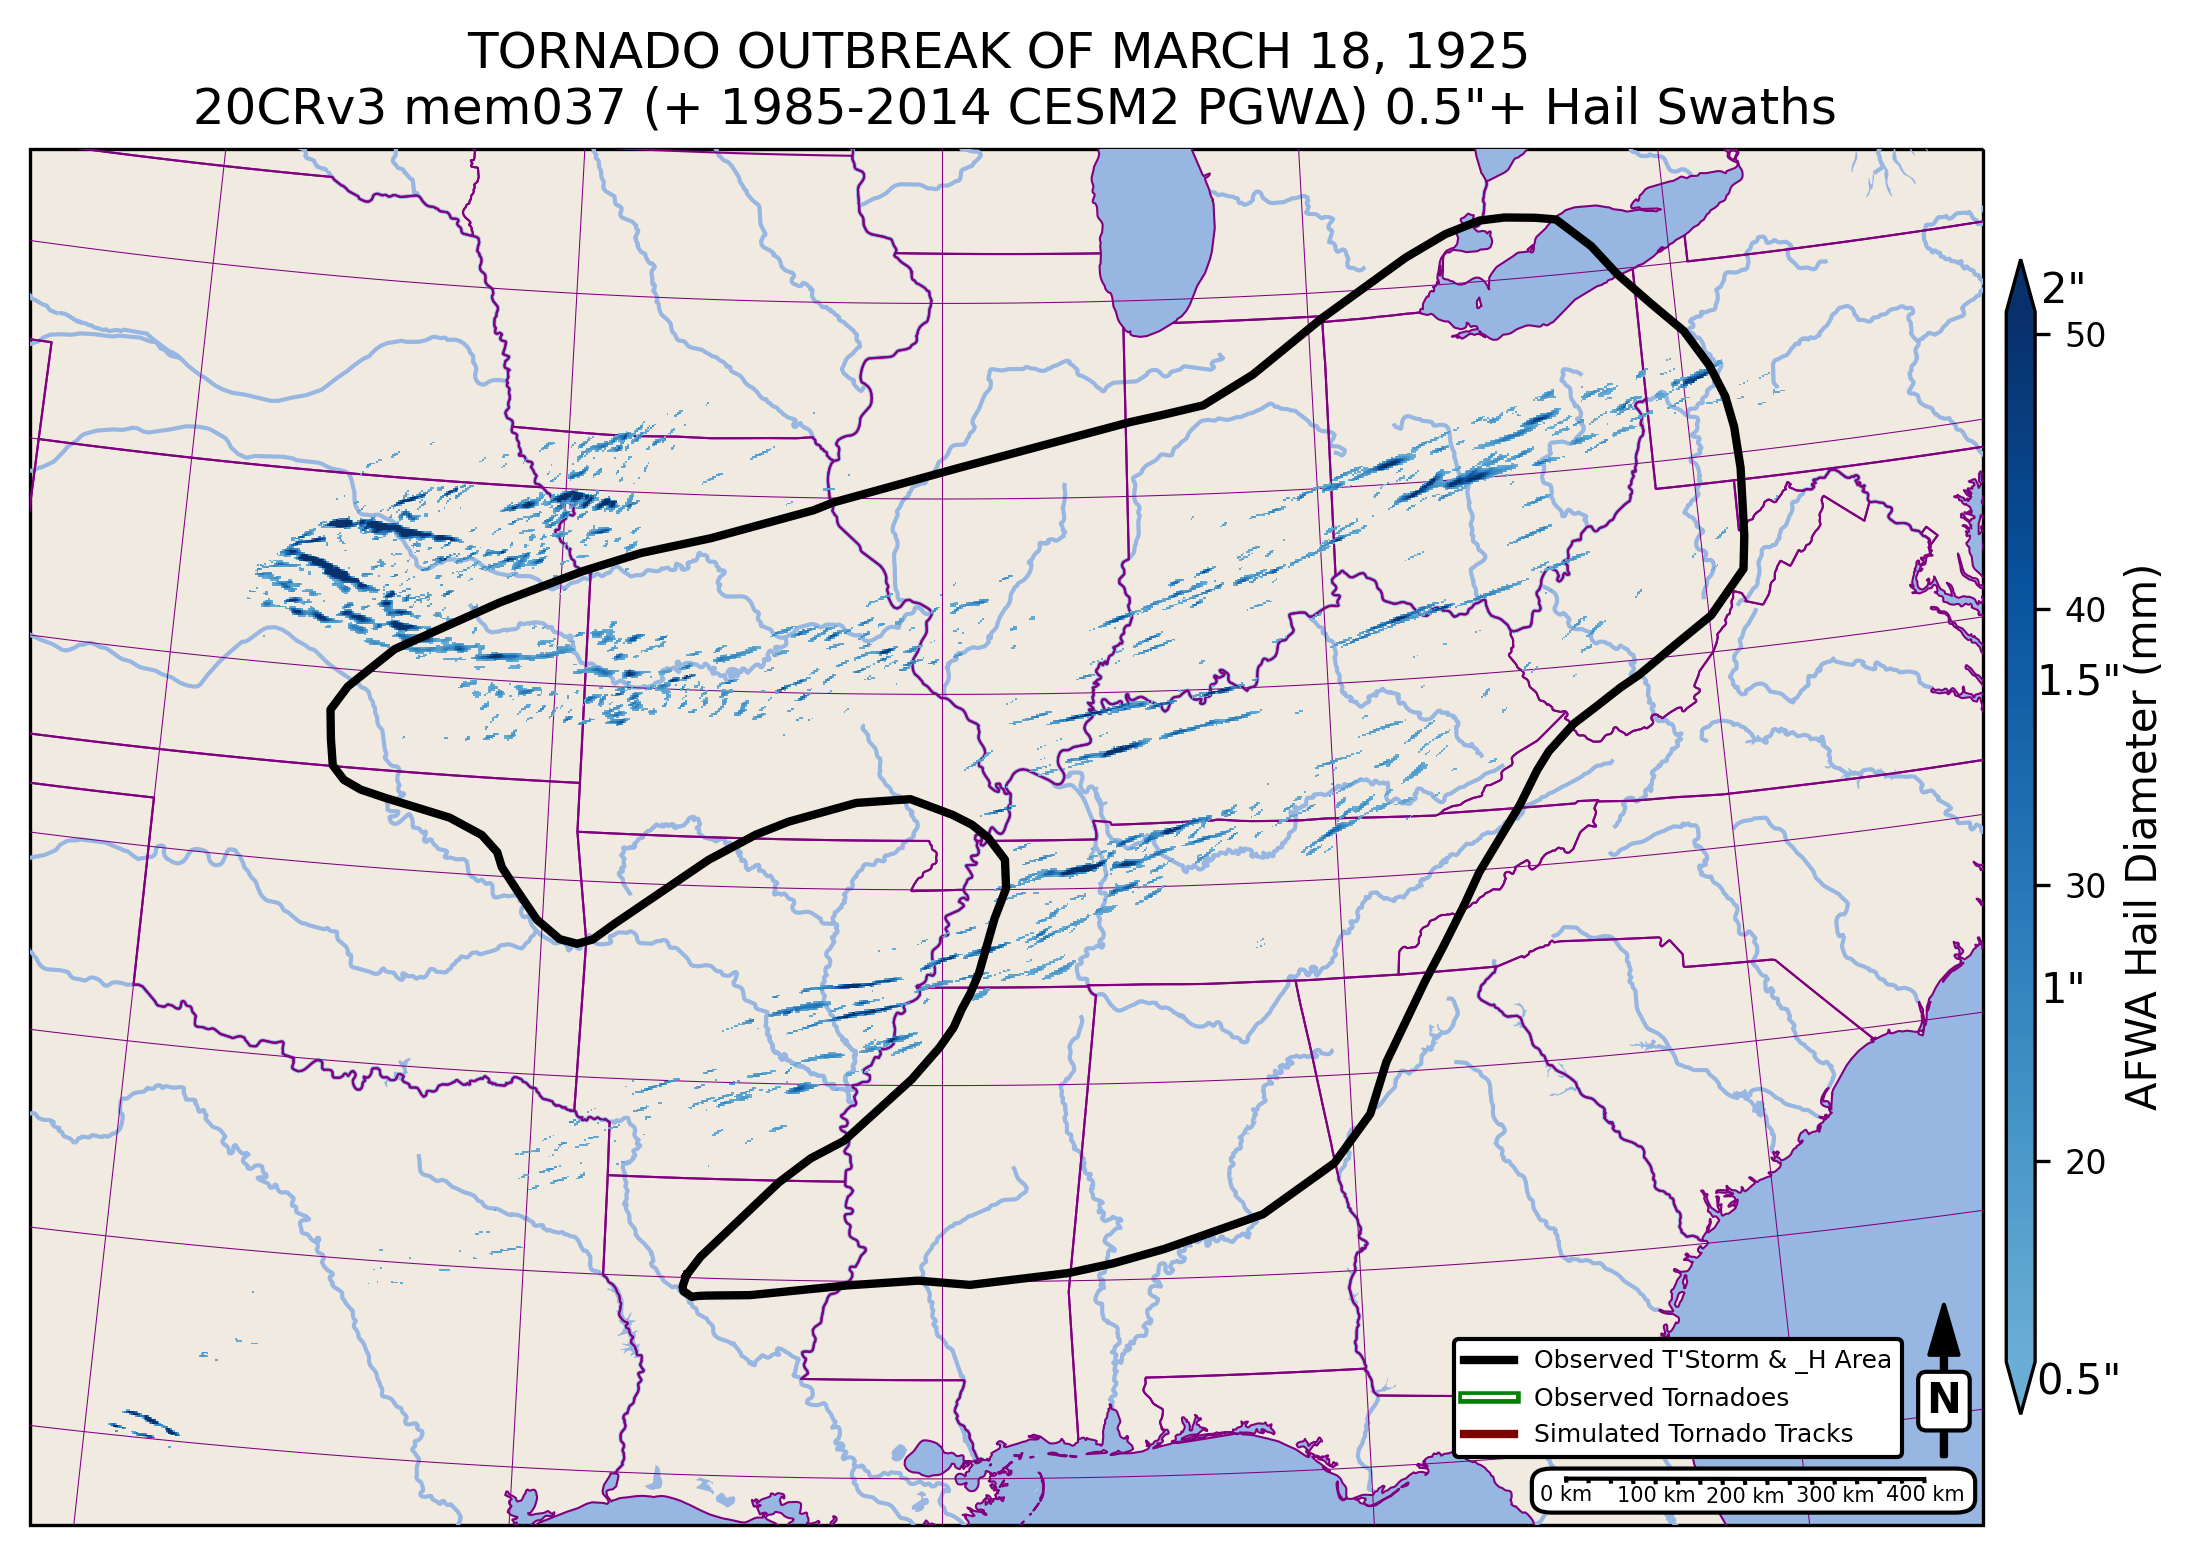 TORNADO OUTBREAK OF MARCH 18, 1925
20CRv3 mem037 (+ 1985-2014 CESM2 PGWΔ) 0.5"+ Hail Swaths
2"
50
40
1.5"
30
1"
20
0.5"
AFWA Hail Diameter (mm)
Observed T'Storm & _H Area
Observed Tornadoes
Simulated Tornado Tracks
N
0 km 100 km 200 km 300 km 400 km